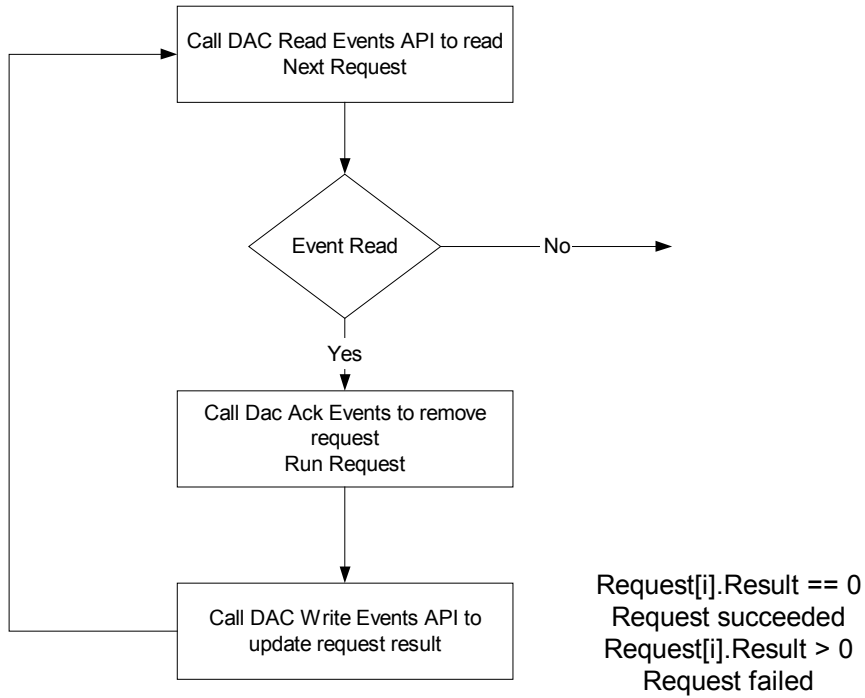 Call DAC Read Events API to read
Next Request
Event Read
No
Yes
Call Dac Ack Events to remove
request
Run Request
Call DAC Write Events API to
update request result
Request[i].Result == 0
Request succeeded
Request[i].Result > 0
Request failed